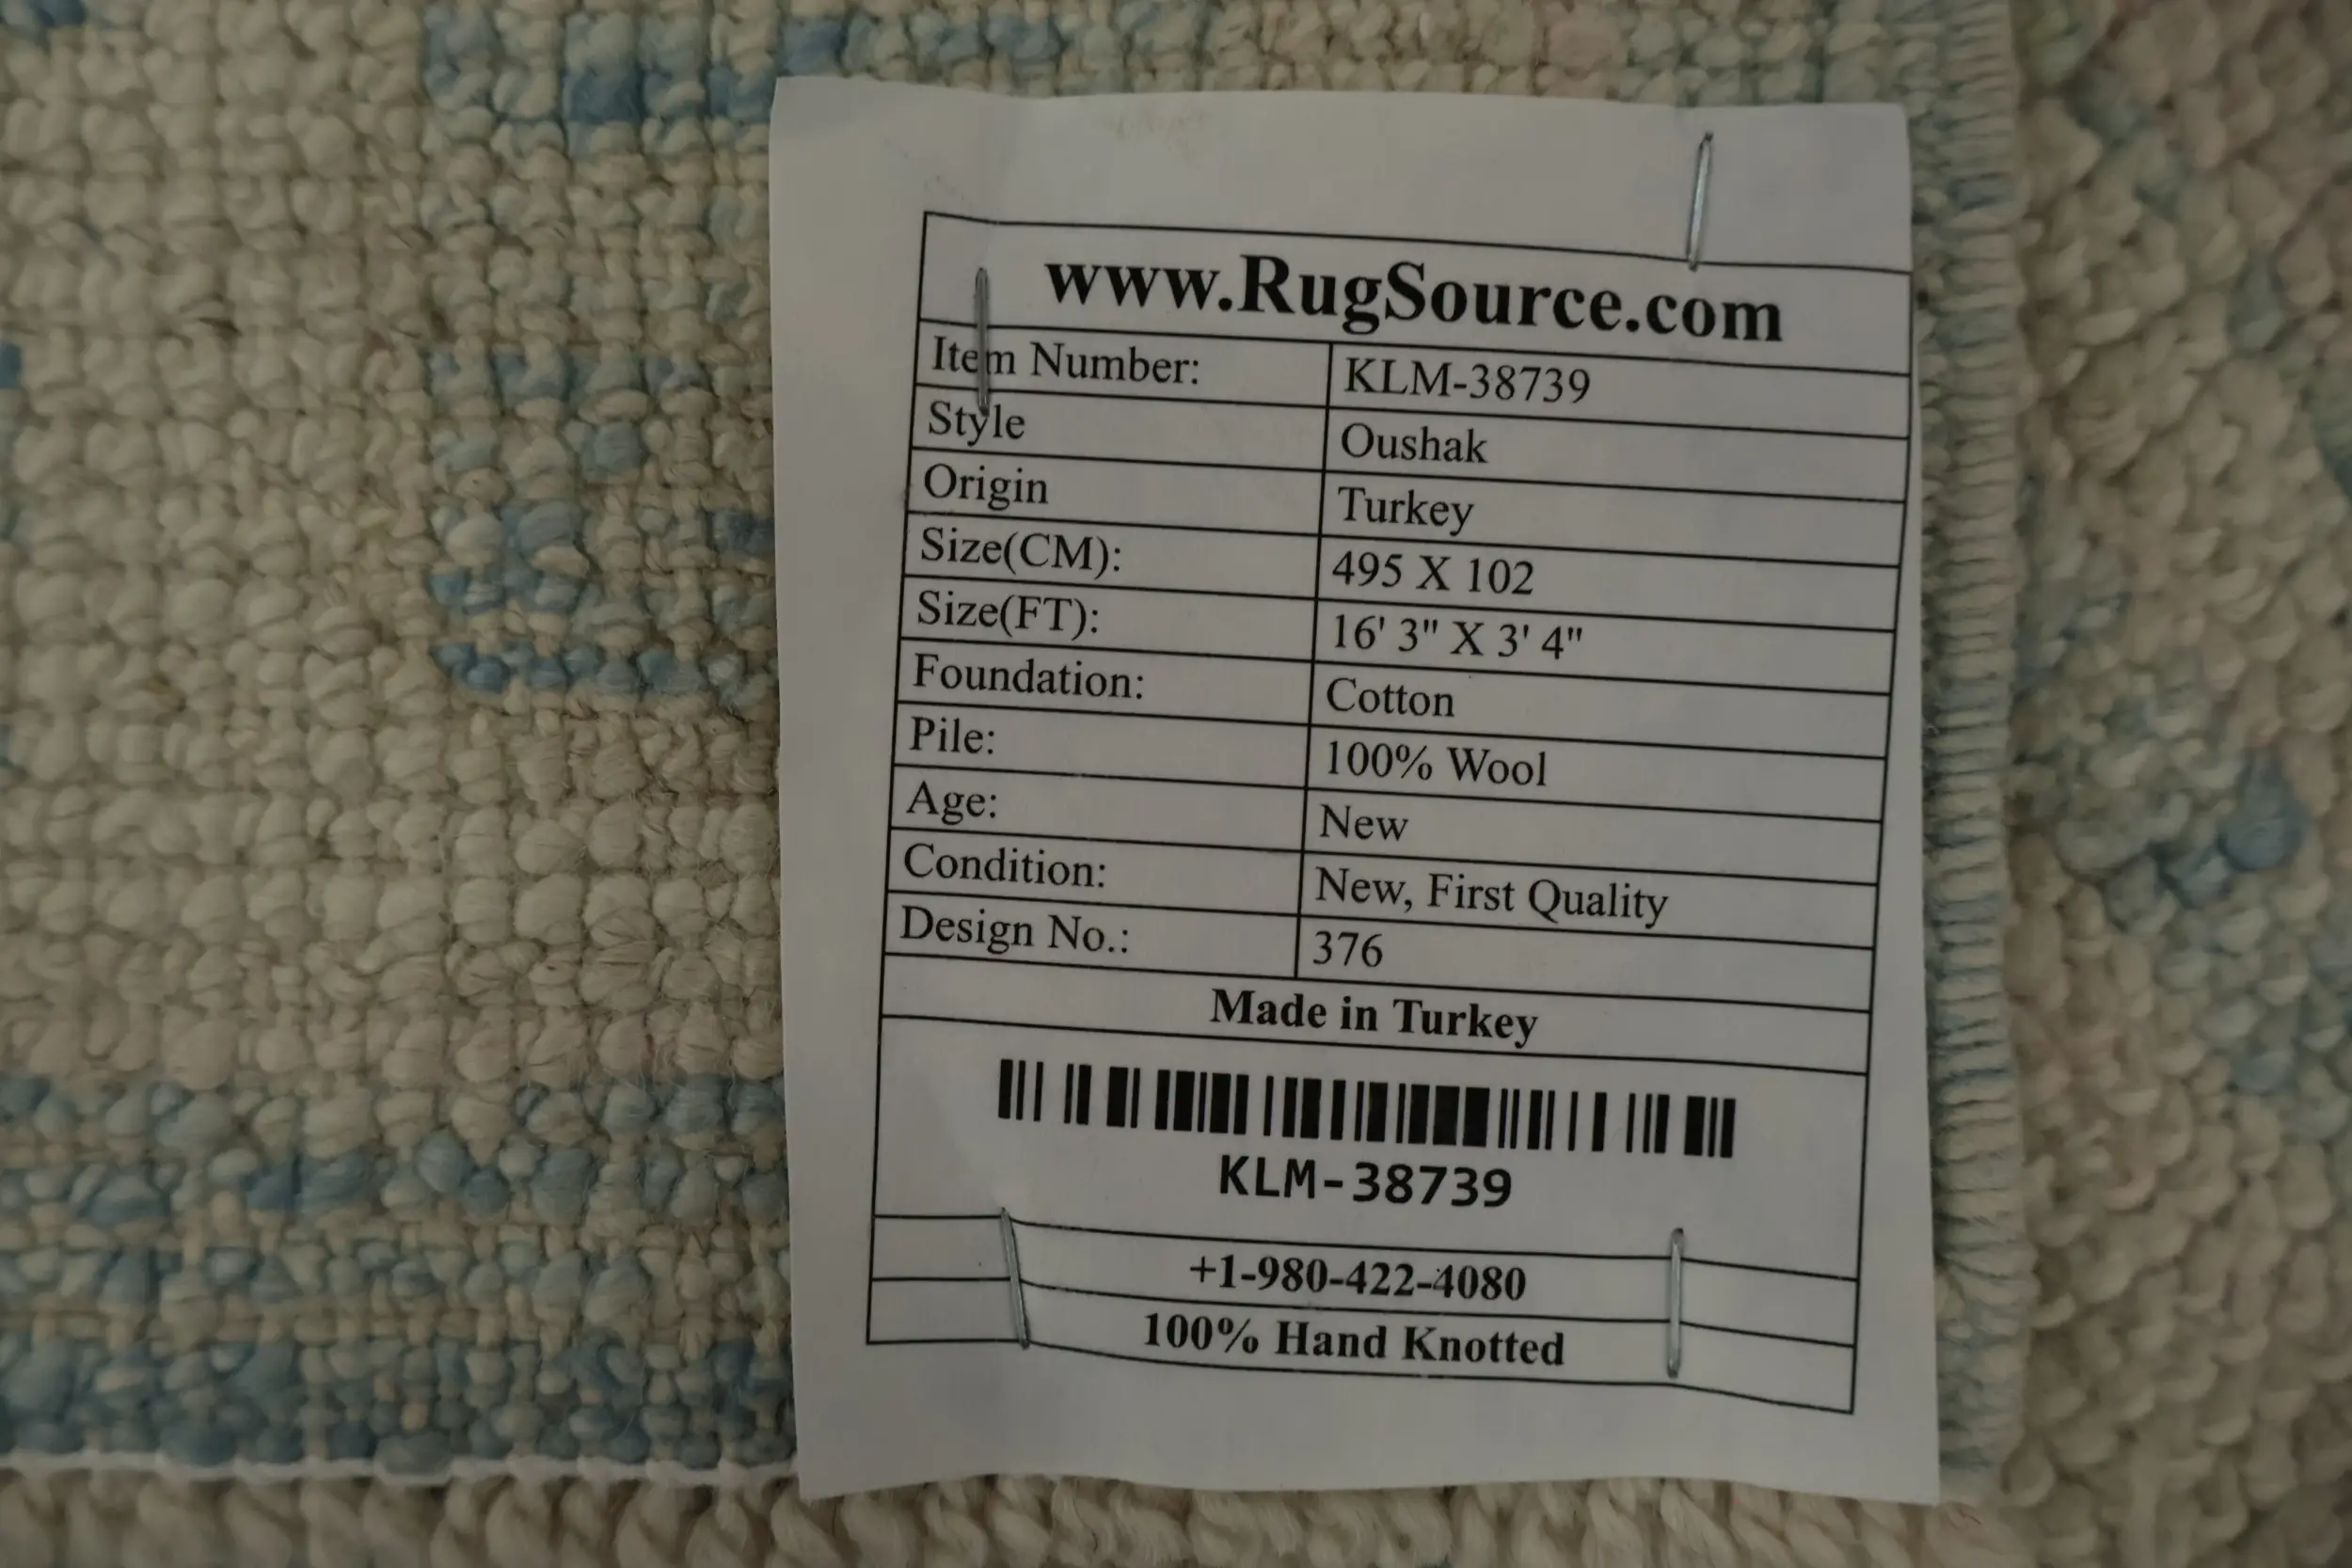 www.RugSource.com
Item Number: KLM-38739
Style Oushak
Origin Turkey
Size(CM): 495 X 102
Size(FT): 16' 3" X 3' 4"
Foundation: Cotton
Pile: 100% Wool
Age: New
Condition: New, First Quality
Design No.: 376
Made in Turkey
KLM-38739
+1-980-422-4080
100% Hand Knotted